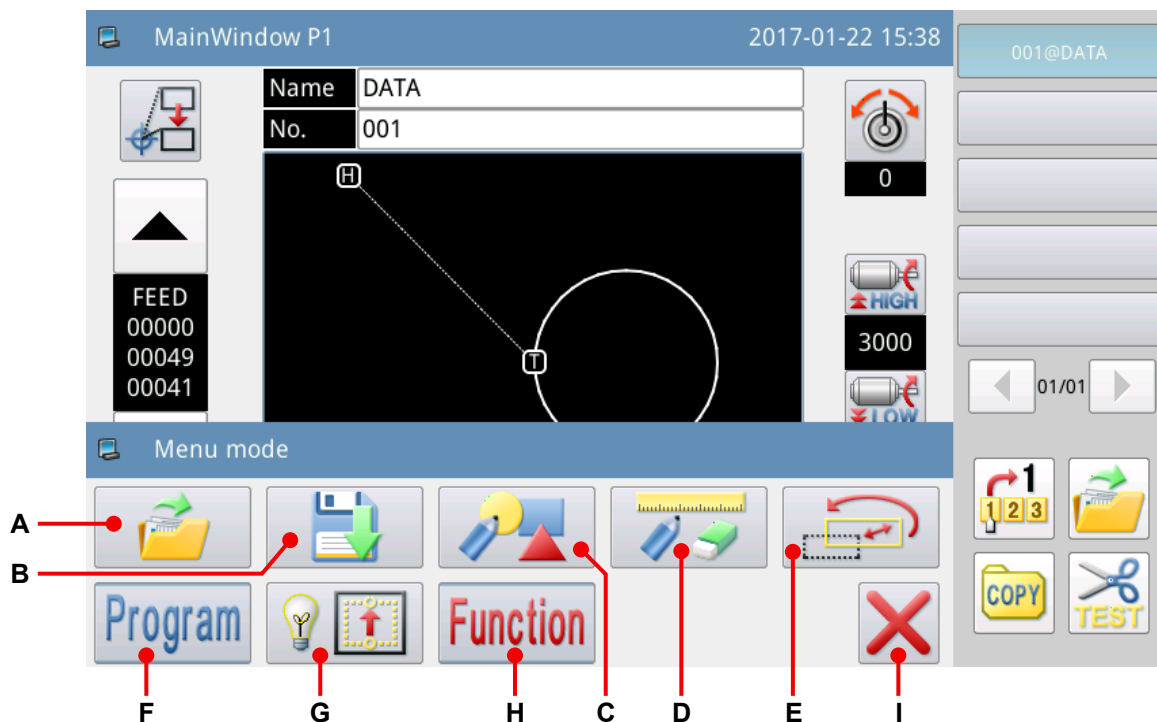 MainWindow P1
2017-01-22 15:38
001@DATA
Name
DATA
No.
001
H
T
0
FEED
00000
00049
00041
HIGH
3000
LOW
01/01
Menu mode
1
1 2 3
COPY
TEST
Program
Function
A
B
F
G
H
C
D
E
I